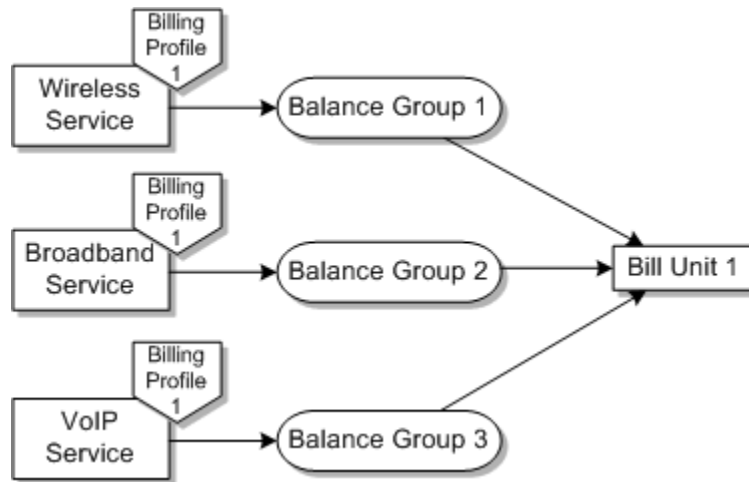 Billing
Profile
1
Wireless
Service
Balance Group 1
Billing
Profile
1
Broadband
Service
Balance Group 2
Bill Unit 1
Billing
Profile
1
VoIP
Service
Balance Group 3